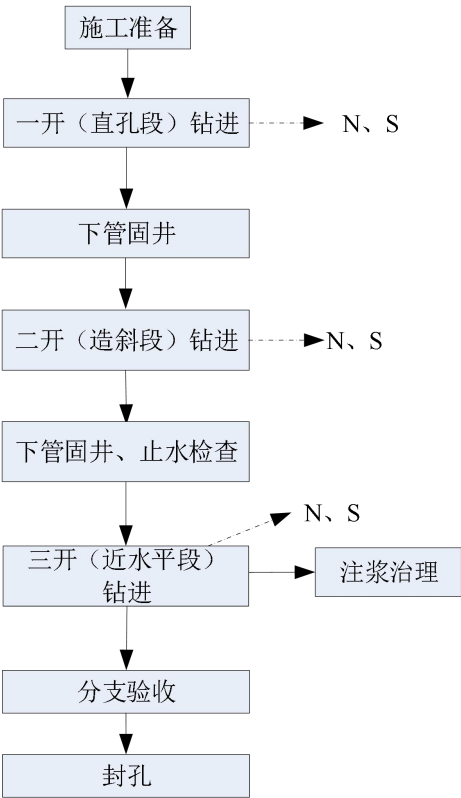 施工准备
一开（直孔段）钻进
N、S
下管固井
二开（造斜段）钻进
N、S
下管固井、止水检查
N、S
三开（近水平段）
钻进
注浆治理
分支验收
封孔